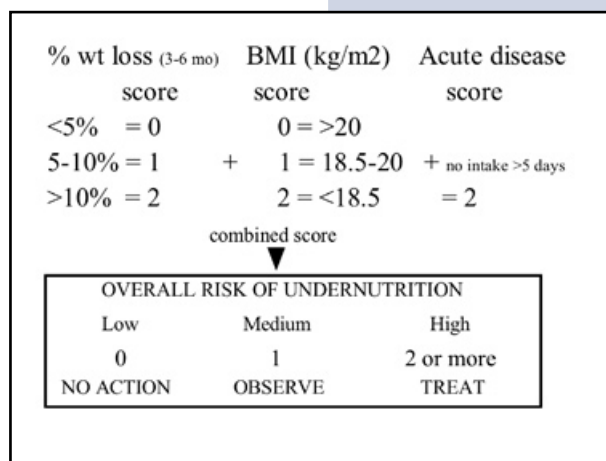 % wt loss (3-6 mo) BMI (kg/m2) Acute disease
score score score
<5% = 0 0 = >20
5-10% = 1 + 1 = 18.5-20 + no intake >5 days
>10% = 2 2 = <18.5 = 2
combined score
OVERALL RISK OF UNDERNUTRITION
Low Medium High
0 1 2 or more
NO ACTION OBSERVE TREAT